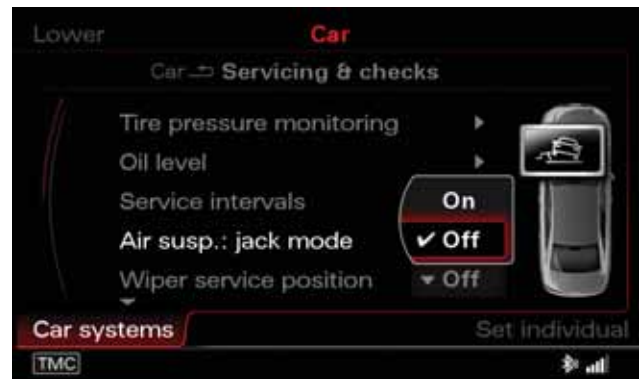 Lower Car
Car Servicing & checks
Tire pressure monitoring
Oil level
Service intervals On
Air susp.: jack mode ✔ Off
Wiper service position Off
Car systems Set individual
TMC